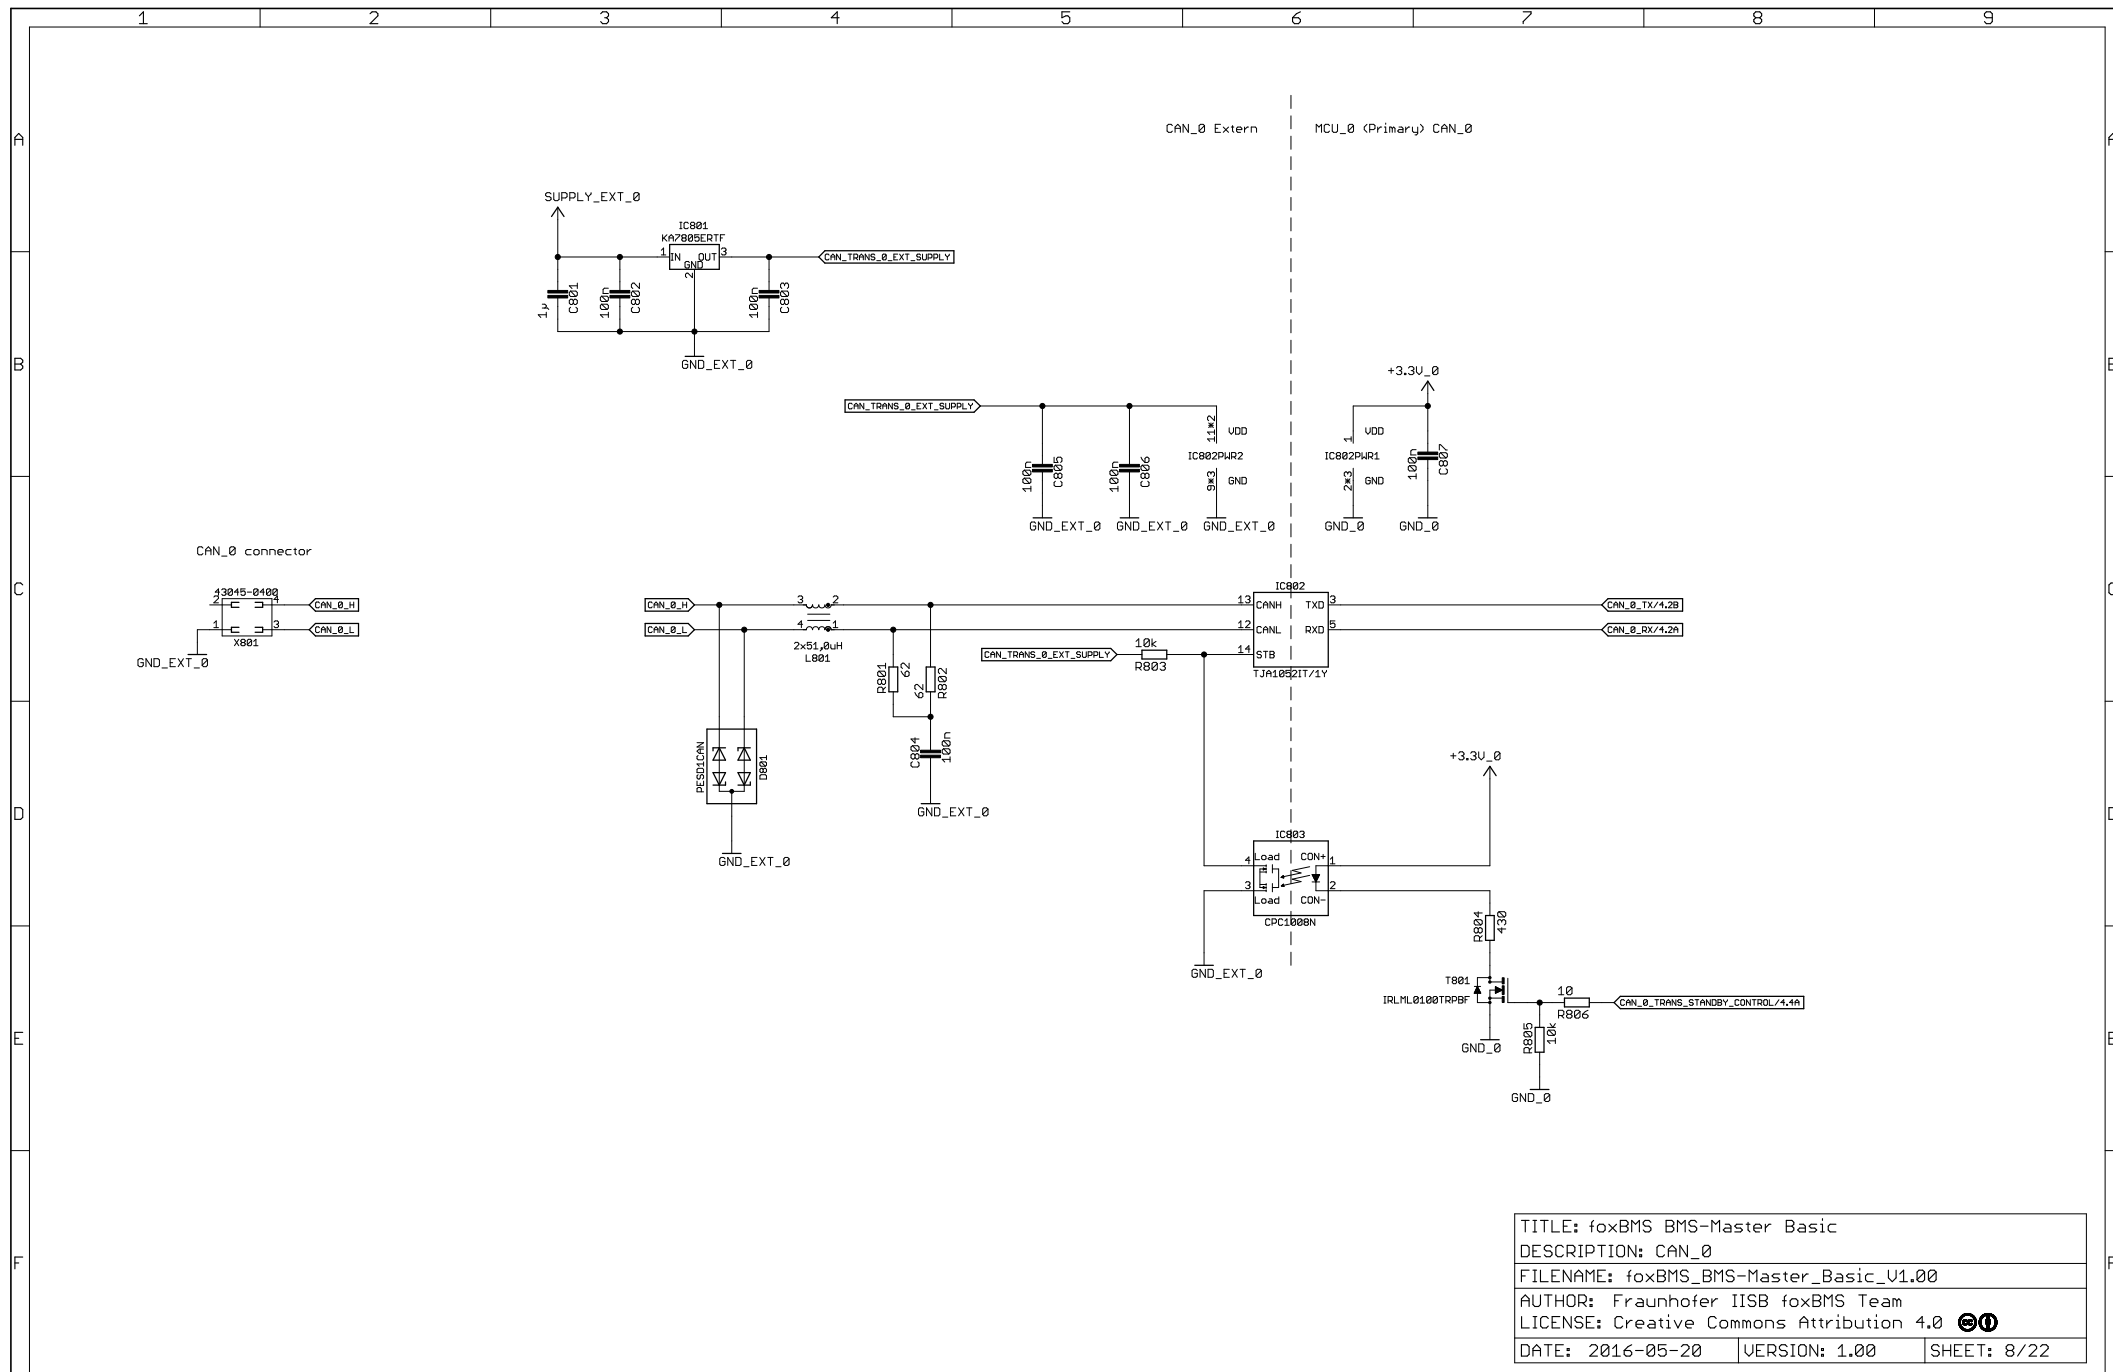 1 2 3 4 5 6 7 8 9
A
CAN_0 Extern
MCU_0 (Primary) CAN_0
SUPPLY_EXT_0
IC801
KA7805ERTF
1 IN OUT 3
GND
2
CAN_TRANS_0_EXT_SUPPLY
1µ C801
100n C802
100n C803
GND_EXT_0
B
+3.3V_0
CAN_TRANS_0_EXT_SUPPLY
11*2 VDD
1 VDD
IC802PWR2
IC802PWR1
100n C805
100n C806
100n C807
9*3 GND
2*3 GND
GND_EXT_0
GND_EXT_0
GND_EXT_0
GND_0
GND_0
CAN_0 connector
C
43045-0400
2 4 CAN_0_H
1 3 CAN_0_L
X801
GND_EXT_0
CAN_0_H
3 2
CAN_0_L
4 1
2x51,0uH
L801
IC802
13 CANH TXD 3
CAN_0_TX/4.2B
12 CANL RXD 5
CAN_0_RX/4.2A
14 STB
TJA1052IT/1Y
CAN_TRANS_0_EXT_SUPPLY
10k
R803
R801 62
62 R802
C804 100n
GND_EXT_0
PESD1CAN
D801
GND_EXT_0
D
+3.3V_0
IC803
4 Load CON+ 1
3 Load CON- 2
CPC1008N
GND_EXT_0
R804 430
T801
IRLML0100TRPBF
10
R806
CAN_0_TRANS_STANDBY_CONTROL/4.4A
R805 10k
GND_0
GND_0
E
F
TITLE: foxBMS BMS-Master Basic
DESCRIPTION: CAN_0
FILENAME: foxBMS_BMS-Master_Basic_V1.00
AUTHOR: Fraunhofer IISB foxBMS Team
LICENSE: Creative Commons Attribution 4.0 cc
DATE: 2016-05-20 VERSION: 1.00 SHEET: 8/22